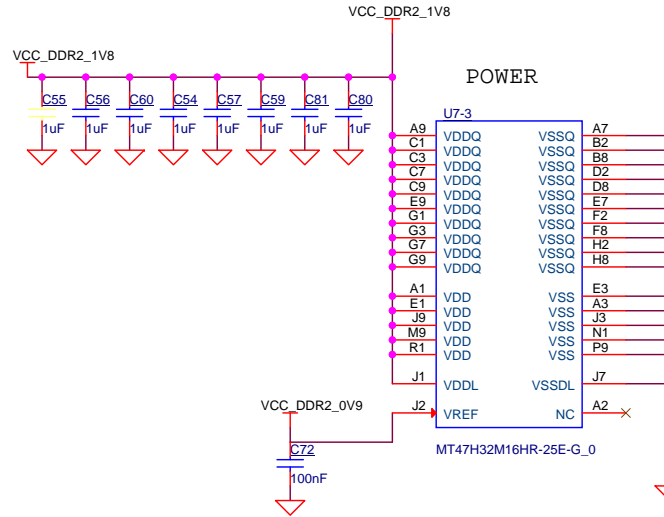 VCC_DDR2_1V8
VCC_DDR2_1V8
POWER
C55 C56 C60 C54 C57 C59 C81 C80
1uF 1uF 1uF 1uF 1uF 1uF 1uF 1uF
U7-3
A9 VDDQ VSSQ A7
C1 VDDQ VSSQ B2
C3 VDDQ VSSQ B8
C7 VDDQ VSSQ D2
C9 VDDQ VSSQ D8
E9 VDDQ VSSQ E7
G1 VDDQ VSSQ F2
G3 VDDQ VSSQ F8
G7 VDDQ VSSQ H2
G9 VDDQ VSSQ H8
A1 VDD VSS E3
E1 VDD VSS A3
J9 VDD VSS J3
M9 VDD VSS N1
R1 VDD VSS P9
J1 VDDL VSSDL J7
VCC_DDR2_0V9
J2 VREF NC A2
C72
100nF
MT47H32M16HR-25E-G_0